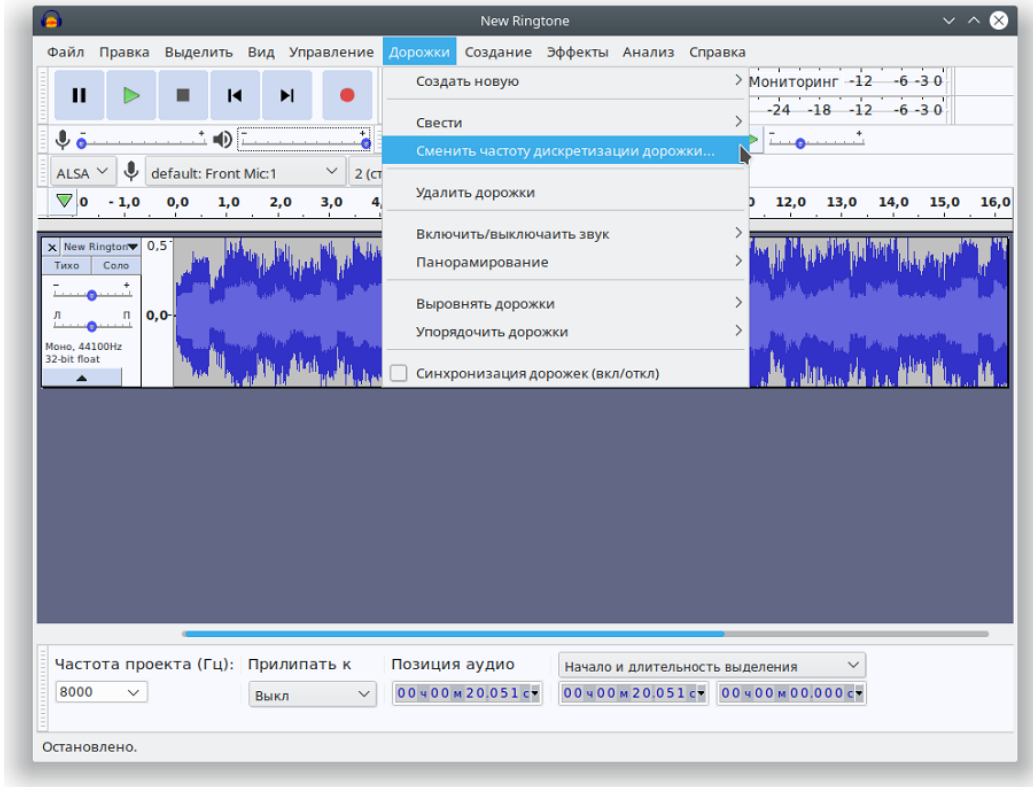 New Ringtone
Файл Правка Выделить Вид Управление Дорожки Создание Эффекты Анализ Справка
Создать новую
Мониторинг -12 -6 -3 0
-24 -18 -12 -6 -3 0
Свести
Сменить частоту дискретизации дорожки...
ALSA default: Front Mic:1 2 (ст
Удалить дорожки
0 - 1,0 0,0 1,0 2,0 3,0 4, 12,0 13,0 14,0 15,0 16,0
Включить/выключаить звук
Панорамирование
Выровнять дорожки
Упорядочить дорожки
Синхронизация дорожек (вкл/откл)
x New Rington 0,5
Тихо Соло
- +
Л П 0,0
Моно, 44100Hz
32-bit float
Частота проекта (Гц): Прилипать к Позиция аудио Начало и длительность выделения
8000 Выкл 00 ч 00 м 20.051 с 00 ч 00 м 20.051 с 00 ч 00 м 00.000 с
Остановлено.